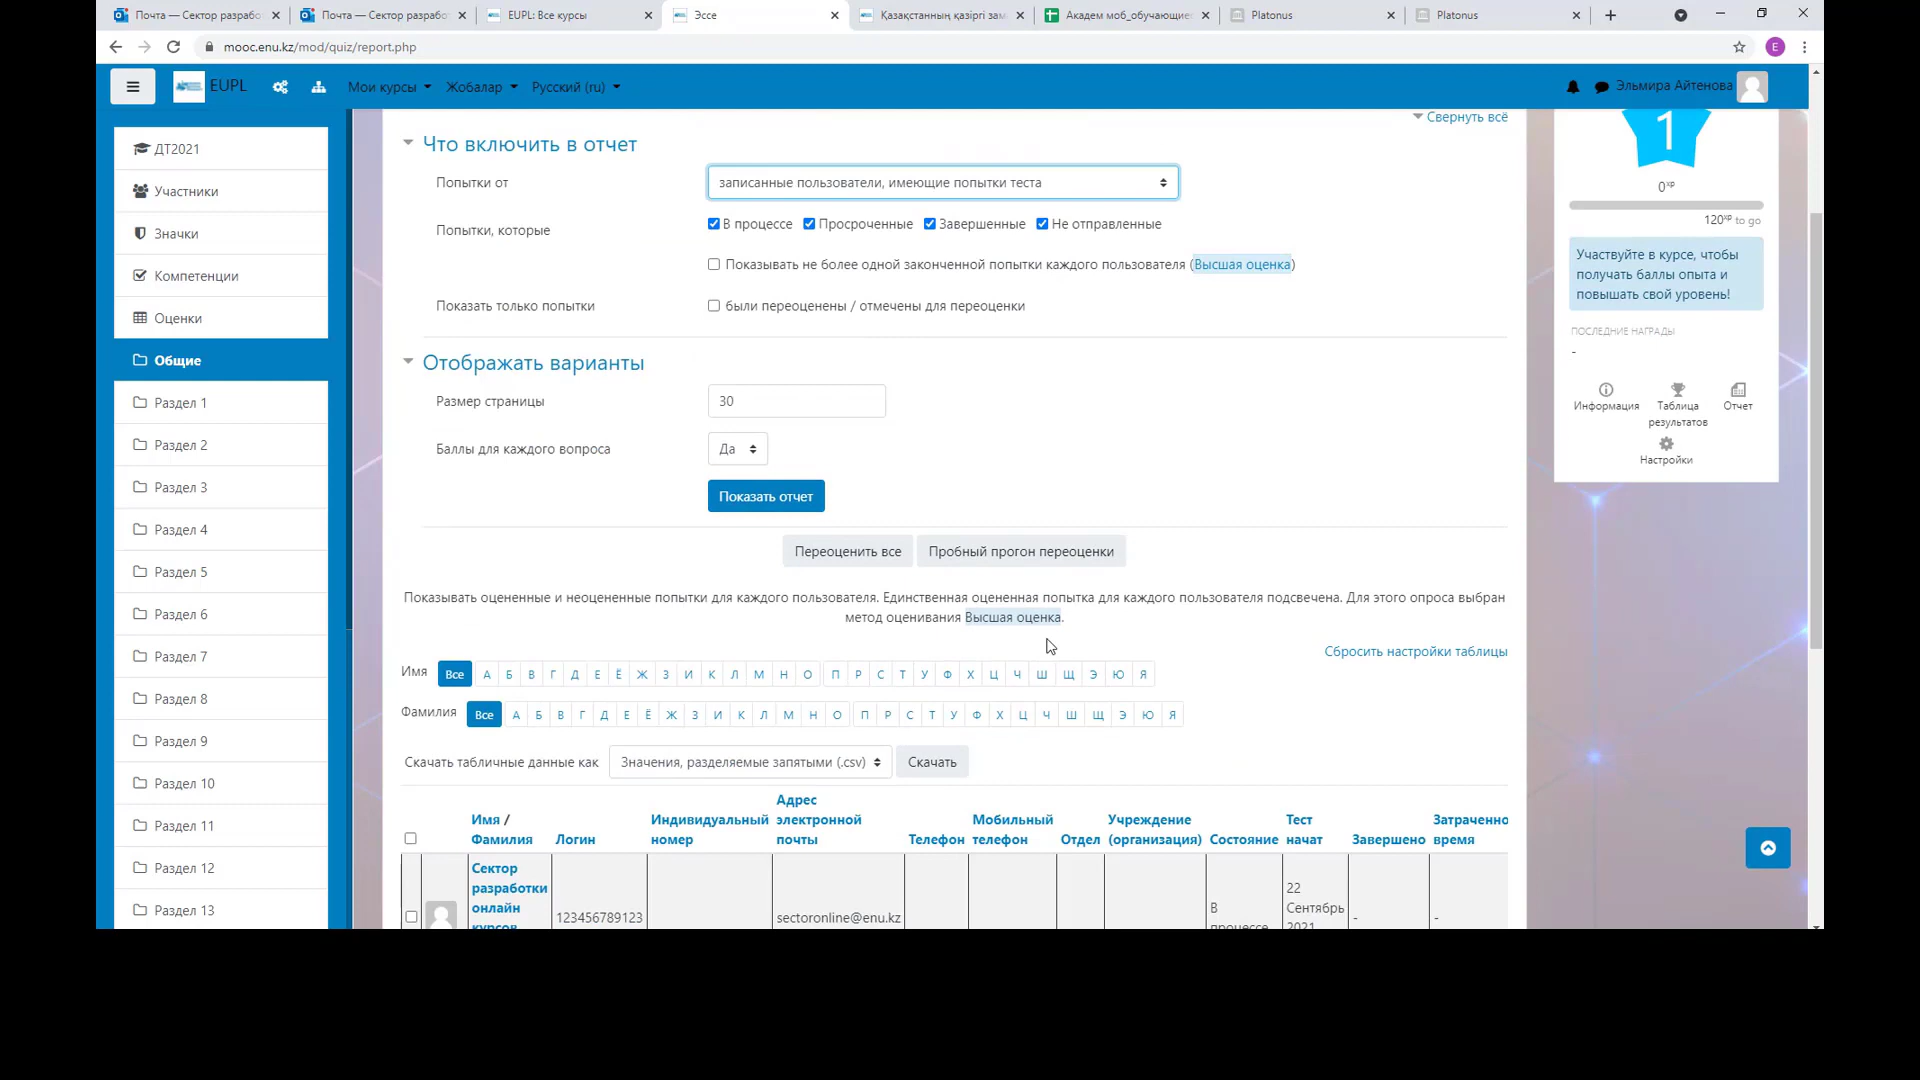 Почта — Сектор разрабо
Почта — Сектор разрабо
EUPL: Все курсы
Эссе
Қазақстанның қазіргі зам
Академ моб_обучающиес
Platonus
Platonus
mooc.enu.kz/mod/quiz/report.php
E
EUPL
Мои курсы
Жобалар
Русский (ru)
Эльмира Айтенова
ДТ2021
Участники
Значки
Компетенции
Оценки
Общие
Раздел 1
Раздел 2
Раздел 3
Раздел 4
Раздел 5
Раздел 6
Раздел 7
Раздел 8
Раздел 9
Раздел 10
Раздел 11
Раздел 12
Раздел 13
Свернуть всё
Что включить в отчет
Попытки от
записанные пользователи, имеющие попытки теста
Попытки, которые
В процессе Просроченные Завершенные Не отправленные
Показывать не более одной законченной попытки каждого пользователя (Высшая оценка)
Показать только попытки
были переоценены / отмечены для переоценки
Отображать варианты
Размер страницы
30
Баллы для каждого вопроса
Да
Показать отчет
Переоценить все
Пробный прогон переоценки
Показывать оцененные и неоцененные попытки для каждого пользователя. Единственная оцененная попытка для каждого пользователя подсвечена. Для этого опроса выбран
метод оценивания Высшая оценка.
Сбросить настройки таблицы
Имя Все А Б В Г Д Е Ё Ж З И К Л М Н О П Р С Т У Ф Х Ц Ч Ш Щ Э Ю Я
Фамилия Все А Б В Г Д Е Ё Ж З И К Л М Н О П Р С Т У Ф Х Ц Ч Ш Щ Э Ю Я
Скачать табличные данные как
Значения, разделяемые запятыми (.csv)
Скачать
Имя /
Фамилия
Логин
Индивидуальный
номер
Адрес
электронной
почты
Телефон
Мобильный
телефон
Отдел
Учреждение
(организация)
Состояние
Тест
начат
Завершено
Затраченно
время
Сектор
разработки
онлайн
курсов
123456789123
sectoronline@enu.kz
В
процессе
22
Сентябрь
2021
-
-
1
0xp
120xp to go
Участвуйте в курсе, чтобы
получать баллы опыта и
повышать свой уровень!
ПОСЛЕДНИЕ НАГРАДЫ
-
Информация
Таблица
результатов
Отчет
Настройки